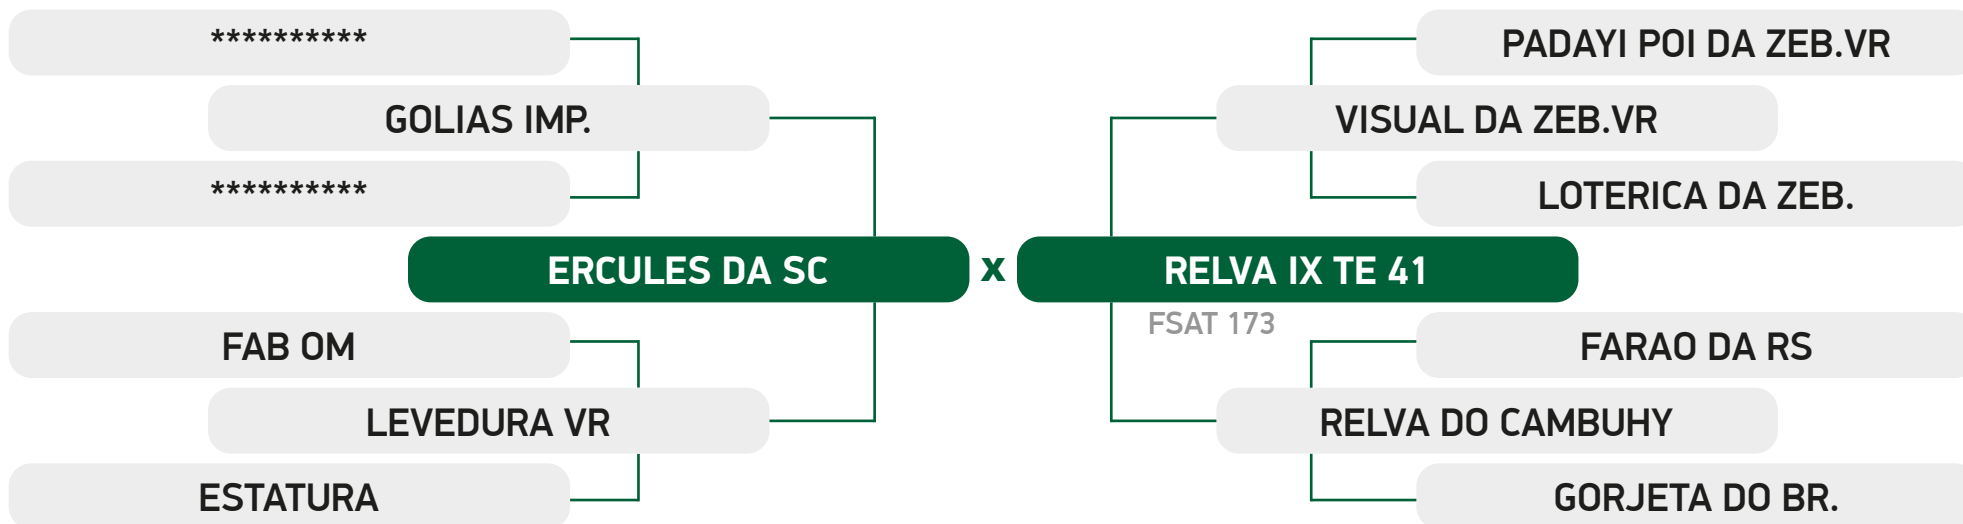 **********
PADAYI POI DA ZEB.VR
GOLIAS IMP.
VISUAL DA ZEB.VR
**********
LOTERICA DA ZEB.
ERCULES DA SC x RELVA IX TE 41
FSAT 173
FAB OM
FARAO DA RS
LEVEDURA VR
RELVA DO CAMBUHY
ESTATURA
GORJETA DO BR.